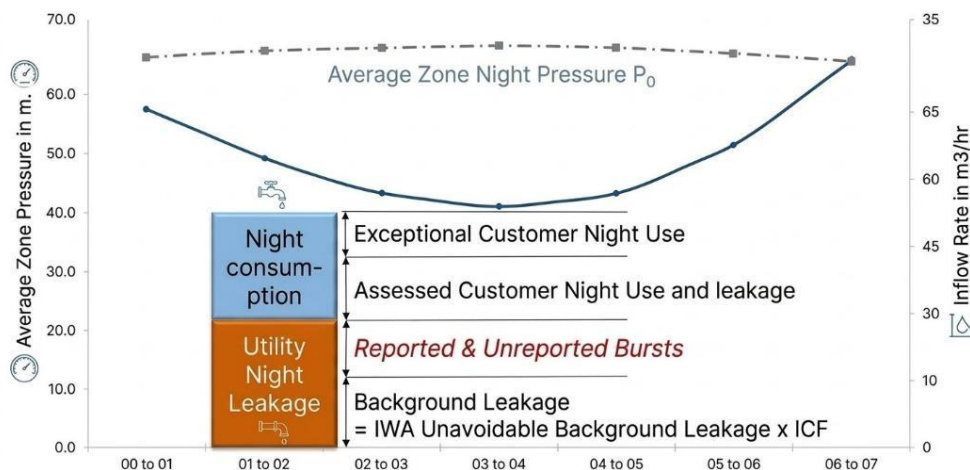 70.0
60.0
50.0
40.0
30.0
20.0
10.0
0.0
Average Zone Pressure in m.
Average Zone Night Pressure P₀
Night
consum-
ption
Utility
Night
Leakage
Exceptional Customer Night Use
Assessed Customer Night Use and leakage
Reported & Unreported Bursts
Background Leakage
= IWA Unavoidable Background Leakage x ICF
35
65
60
45
30
10
0
Inflow Rate in m3/hr
00 to 01
01 to 02
02 to 03
03 to 04
04 to 05
05 to 06
06 to 07